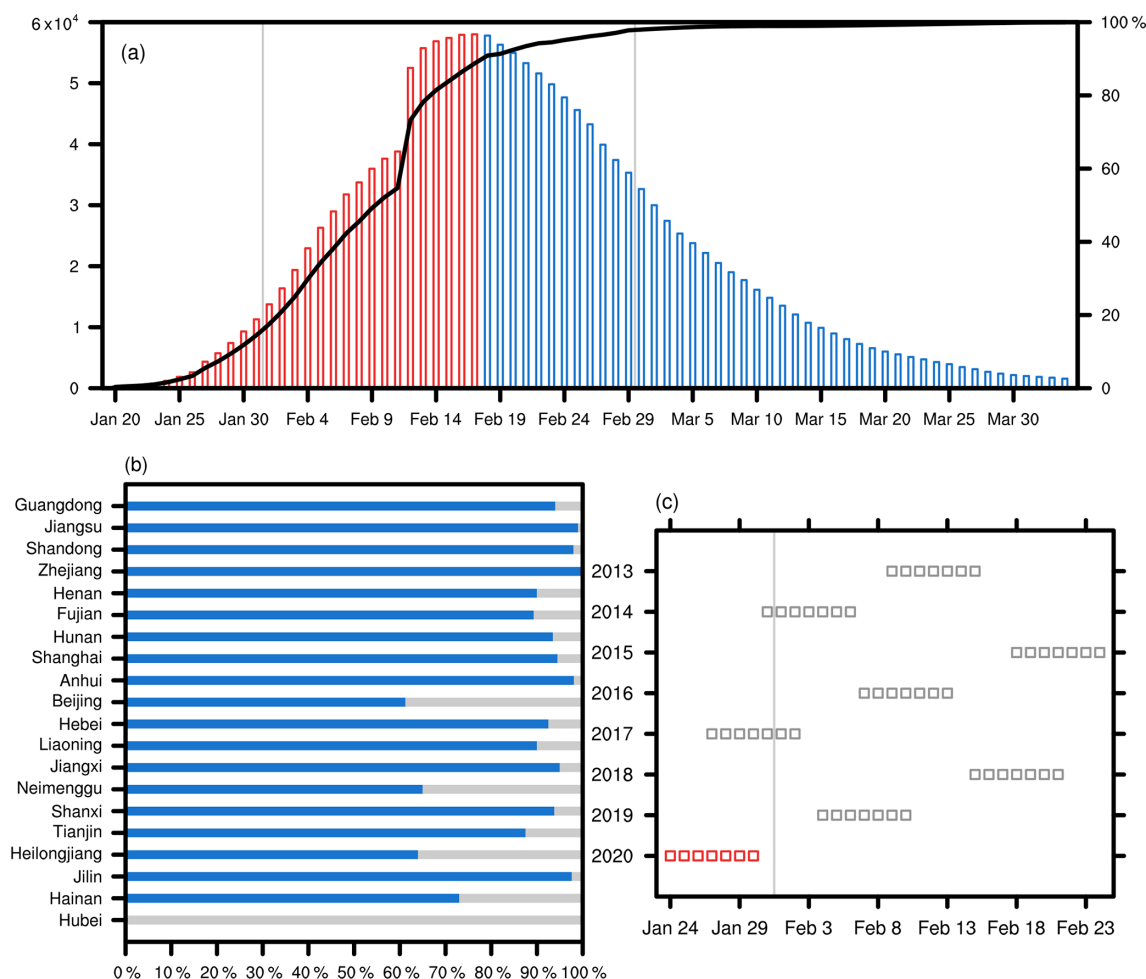 6 x 10⁴
100 %
(a)
5
80
4
60
3
40
2
20
1
0
0
Jan 20 Jan 25 Jan 30 Feb 4 Feb 9 Feb 14 Feb 19 Feb 24 Feb 29 Mar 5 Mar 10 Mar 15 Mar 20 Mar 25 Mar 30
(b)
Guangdong
Jiangsu
Shandong
Zhejiang
Henan
Fujian
Hunan
Shanghai
Anhui
Beijing
Hebei
Liaoning
Jiangxi
Neimenggu
Shanxi
Tianjin
Heilongjiang
Jilin
Hainan
Hubei
0 % 10 % 20 % 30 % 40 % 50 % 60 % 70 % 80 % 90 % 100 %
(c)
2013
2014
2015
2016
2017
2018
2019
2020
Jan 24 Jan 29 Feb 3 Feb 8 Feb 13 Feb 18 Feb 23